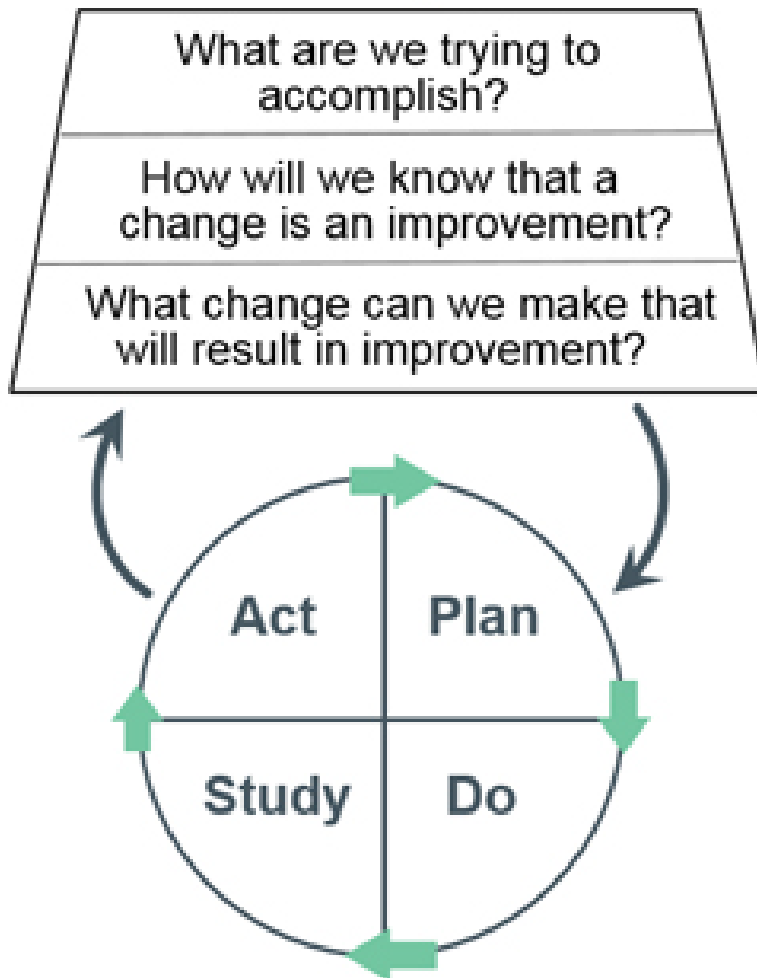 What are we trying to
accomplish?
How will we know that a
change is an improvement?
What change can we make that
will result in improvement?
Act
Plan
Study
Do